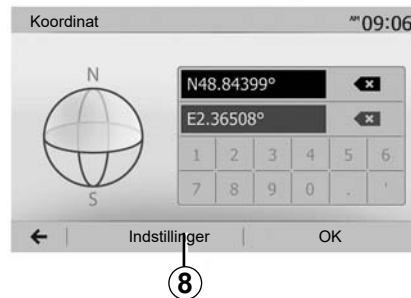 Koordinat
AM 09:06
N
S
N48.84399°
E2.36508°
1 2 3 4 5 6
7 8 9 0 . '
Indstillinger
OK
8